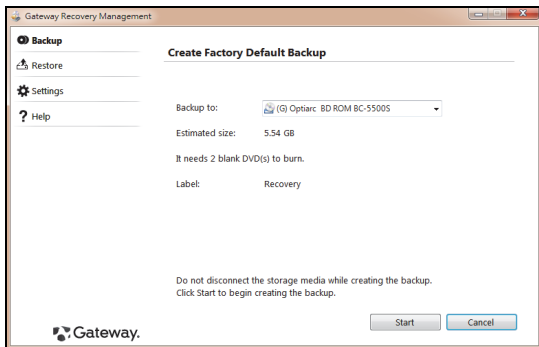 Gateway Recovery Management
Backup
Restore
Settings
Help
Create Factory Default Backup
Backup to: (G) Optiarc BD ROM BC-5500S
Estimated size: 5.54 GB
It needs 2 blank DVD(s) to burn.
Label: Recovery
Do not disconnect the storage media while creating the backup.
Click Start to begin creating the backup.
Start Cancel
Gateway.